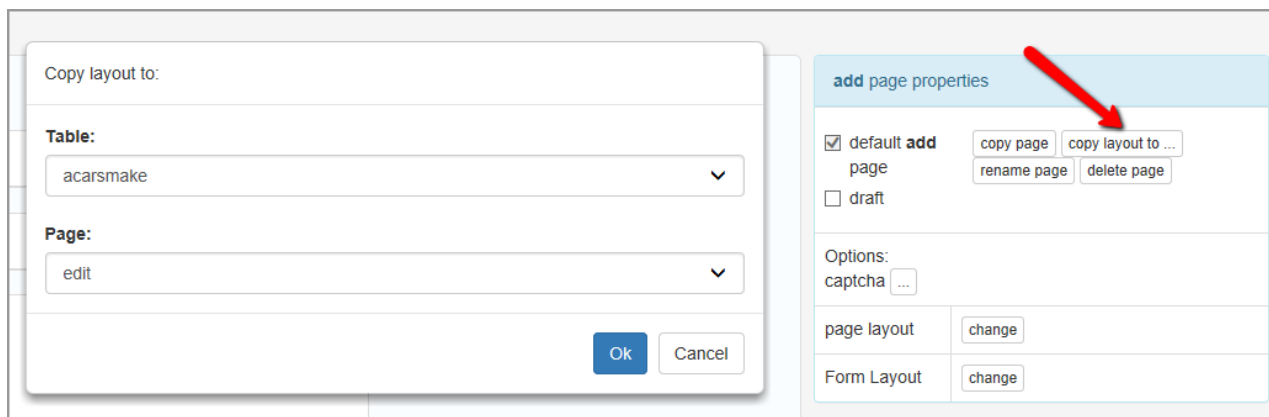 Copy layout to:
Table:
acarsmake
Page:
edit
Ok Cancel
add page properties
default add page
copy page copy layout to ...
rename page delete page
draft
Options:
captcha ...
page layout change
Form Layout change